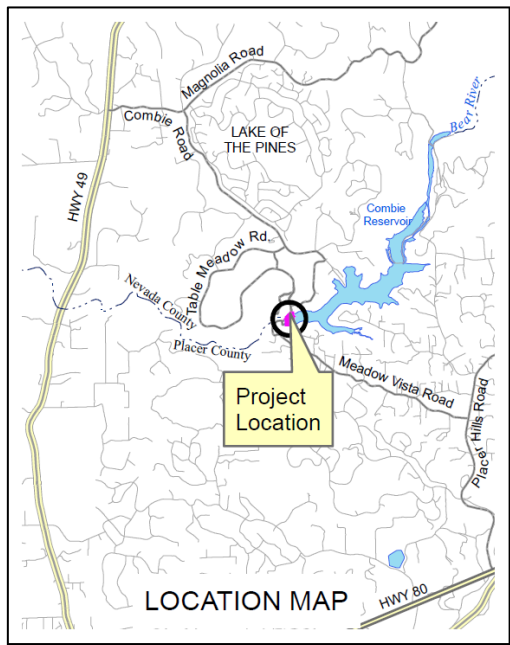 Magnolia Road
Combie Road
LAKE OF
THE PINES
Bear River
HWY 49
Combie
Reservoir
Table Meadow Rd.
Nevada County
Placer County
Meadow Vista Road
Project
Location
Placer Hills Road
LOCATION MAP
HWY 80